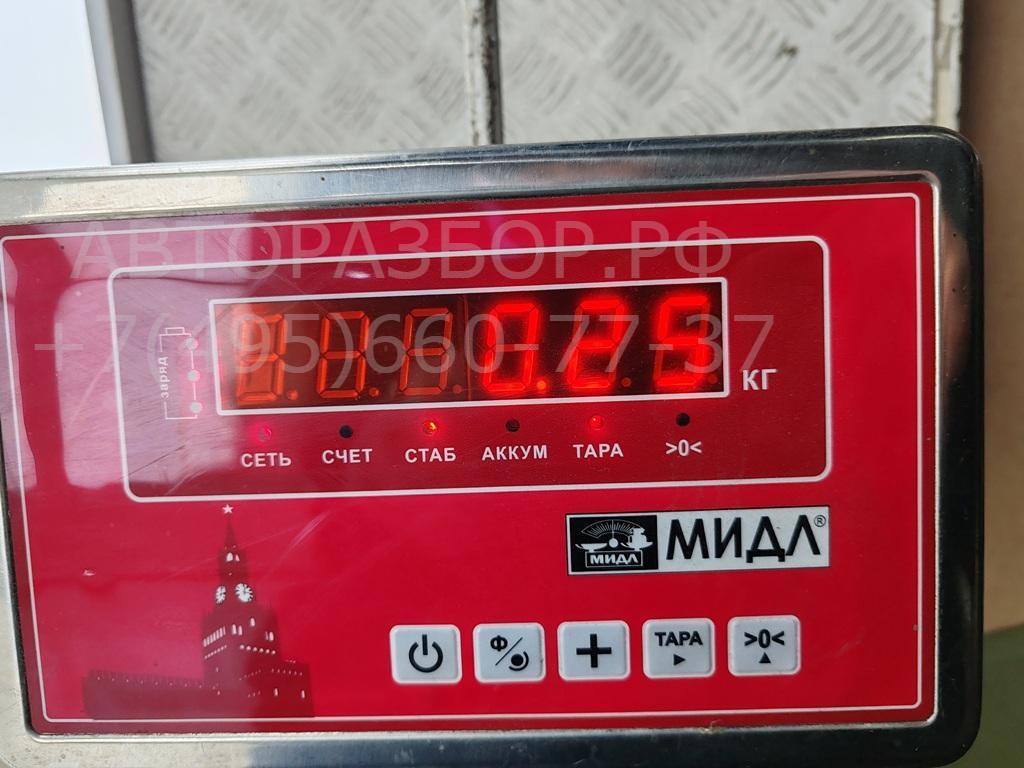 АВТОРАЗБОР.РФ
+7(495)660-77-37
0.25
КГ
заряд
СЕТЬ СЧЕТ СТАБ АККУМ ТАРА >0<
МИДЛ МИДЛ®
Ф ТАРА >0<